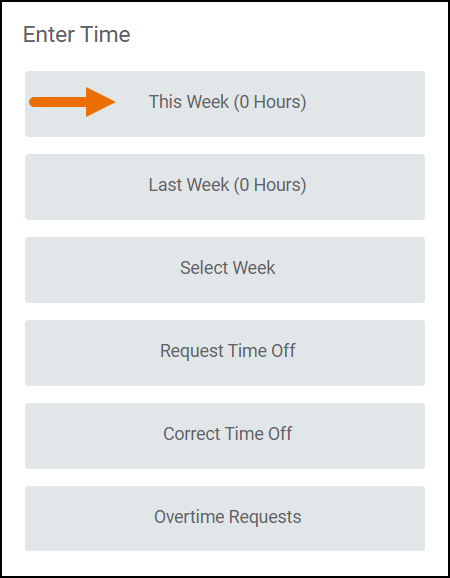 Enter Time
This Week (0 Hours)
Last Week (0 Hours)
Select Week
Request Time Off
Correct Time Off
Overtime Requests